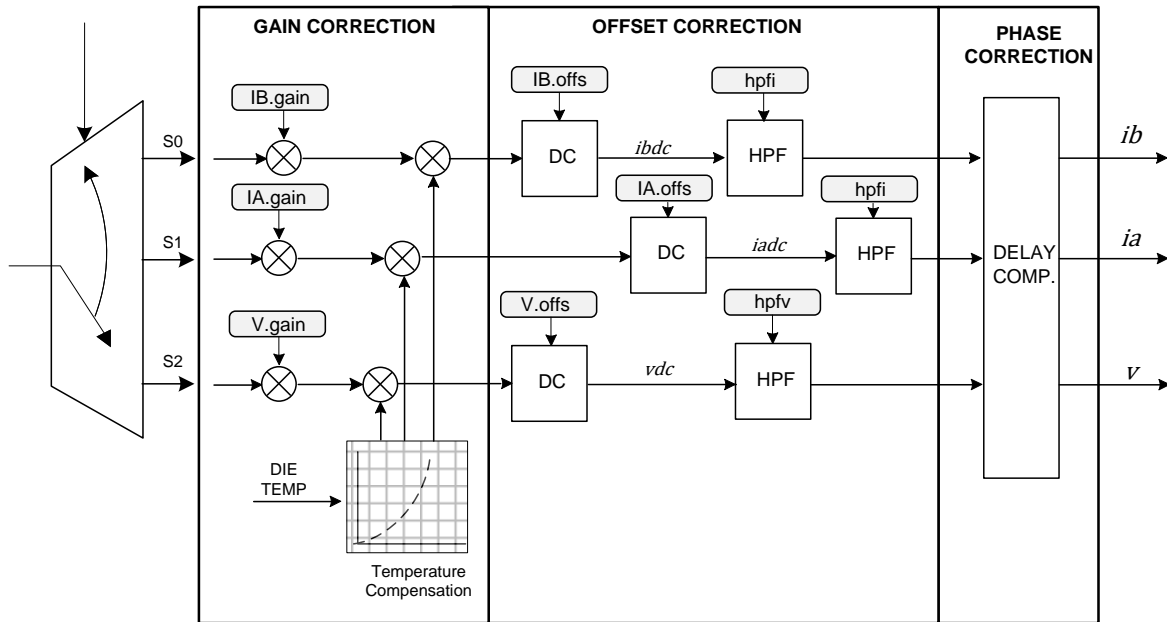 GAIN CORRECTION
OFFSET CORRECTION
PHASE
CORRECTION
IB.gain
IB.offs
hpfi
S0
DC
ibdc
HPF
ib
IA.gain
IA.offs
hpfi
S1
DC
iadc
HPF
DELAY
COMP.
ia
V.gain
V.offs
hpfv
S2
DC
vdc
HPF
v
DIE
TEMP
Temperature
Compensation